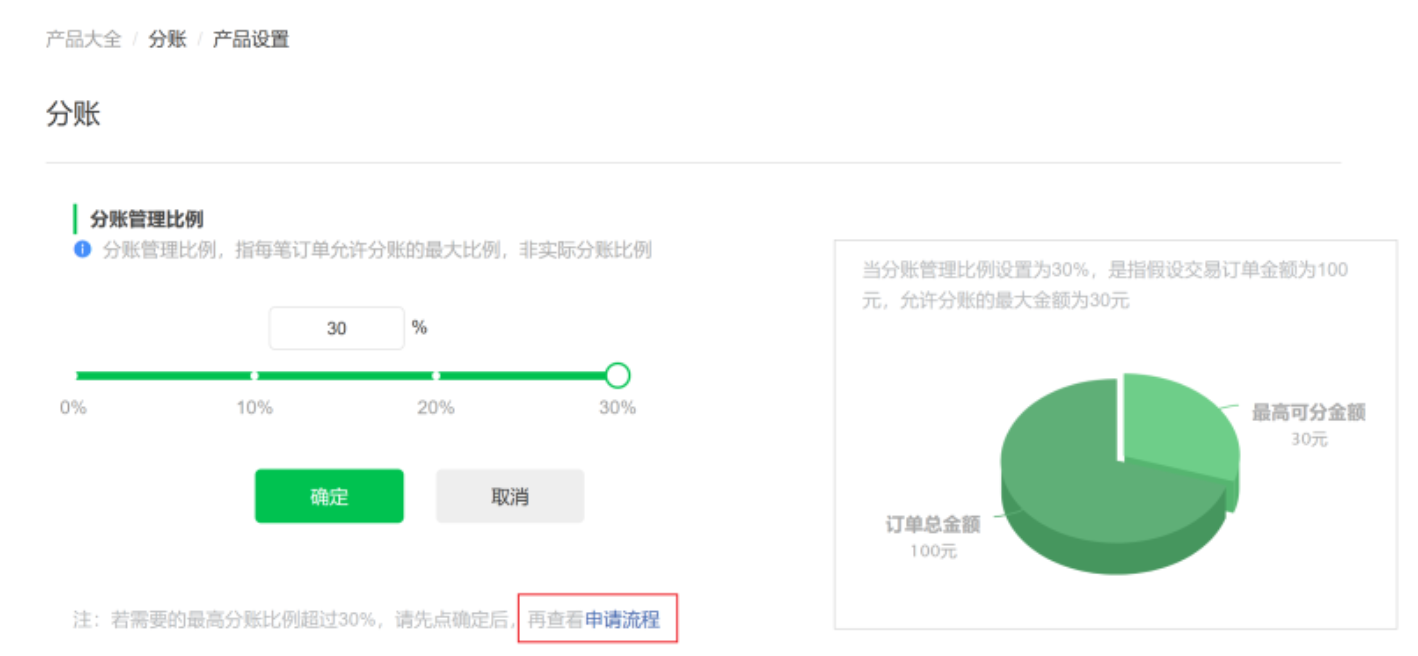 产品大全 / 分账 / 产品设置
分账
分账管理比例
分账管理比例，指每笔订单允许分账的最大比例，非实际分账比例
30 %
0% 10% 20% 30%
确定 取消
注：若需要的最高分账比例超过30%，请先点确定后，再查看申请流程
当分账管理比例设置为30%，是指假设交易订单金额为100
元，允许分账的最大金额为30元
最高可分金额
30元
订单总金额
100元